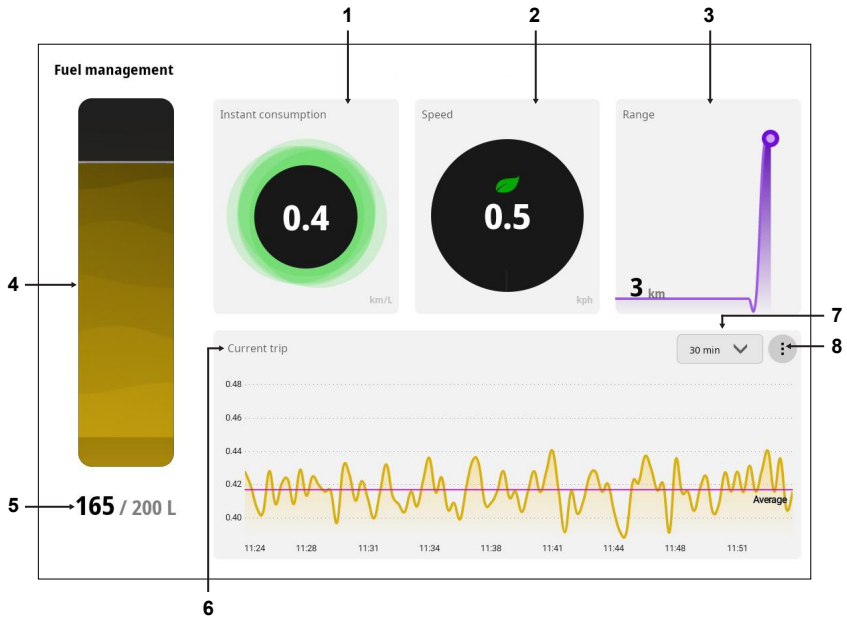 1
2
3
Fuel management
Instant consumption
0.4
km/L
Speed
0.5
kph
Range
3 km
4
5
165 / 200 L
6
7
8
Current trip
30 min
0.48
0.46
0.44
0.42
0.40
Average
11:24 11:28 11:31 11:34 11:38 11:41 11:44 11:48 11:51